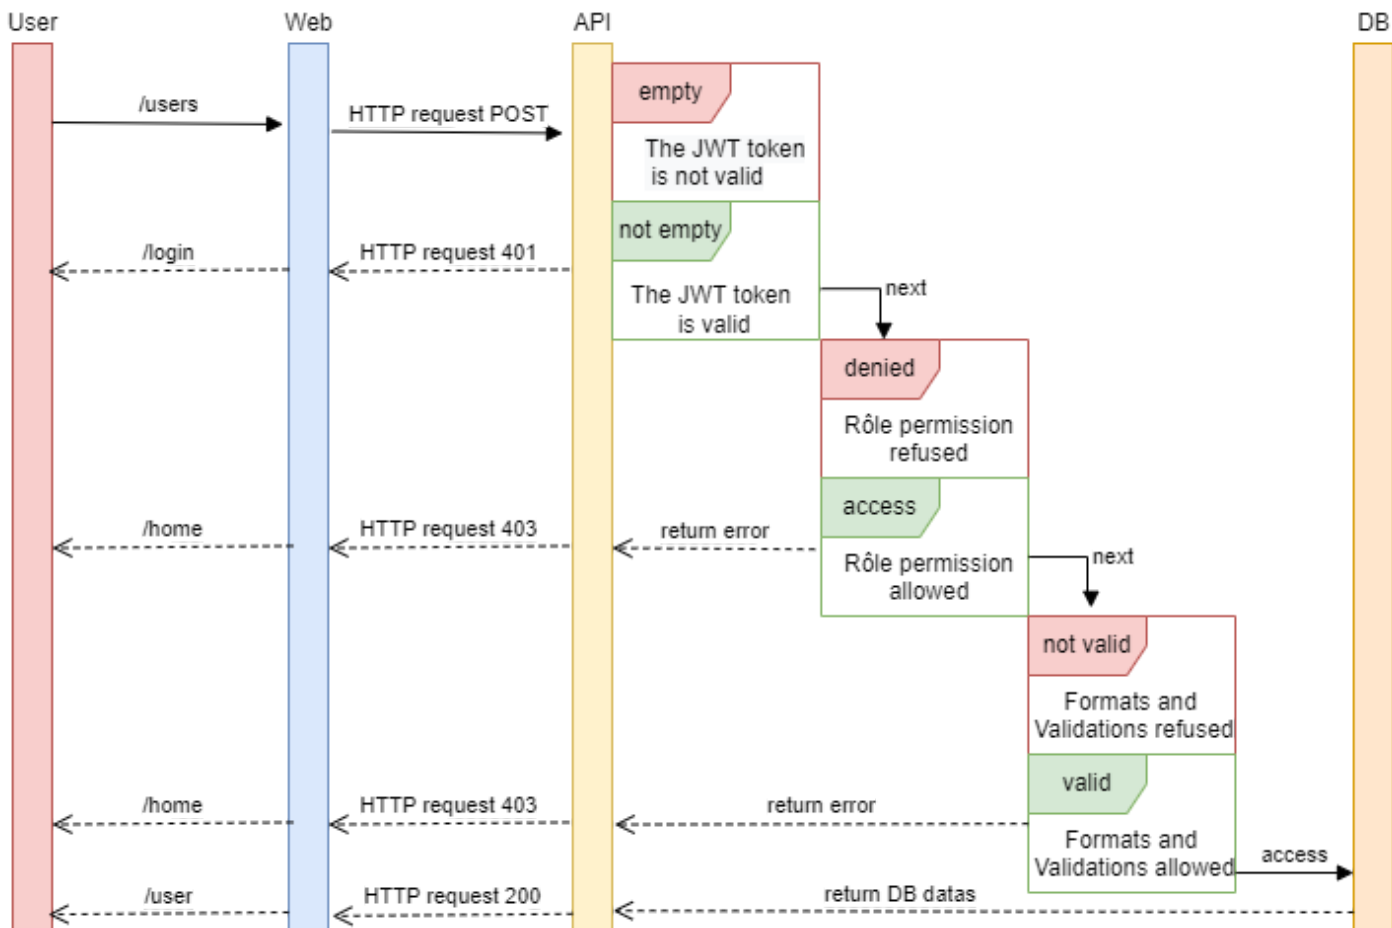 User
Web
API
DB
/users
HTTP request POST
empty
The JWT token
is not valid
not empty
/login
HTTP request 401
The JWT token
is valid
next
denied
Rôle permission
refused
access
/home
HTTP request 403
return error
Rôle permission
allowed
next
not valid
Formats and
Validations refused
valid
/home
HTTP request 403
return error
Formats and
Validations allowed
access
/user
HTTP request 200
return DB datas